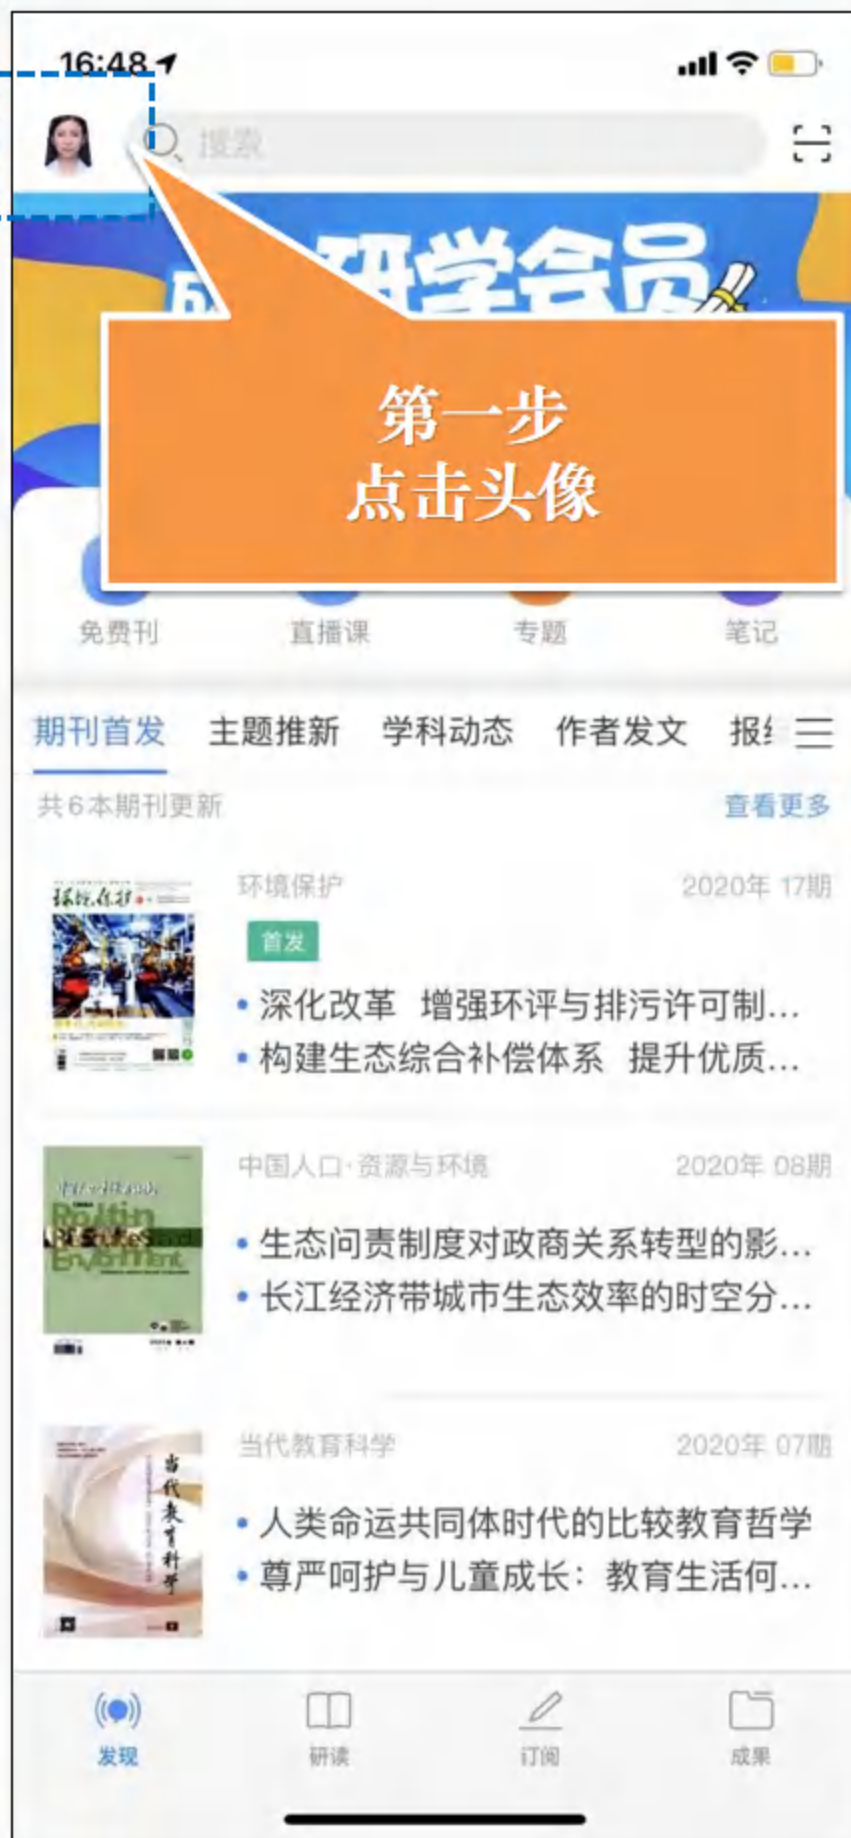 16:48
搜索
研学会员
第一步
点击头像
免费刊
直播课
专题
笔记
期刊首发
主题推新
学科动态
作者发文
共6本期刊更新
查看更多
环境保护
2020年 17期
首发
深化改革 增强环评与排污许可制...
构建生态综合补偿体系 提升优质...
中国人口·资源与环境
2020年 08期
生态问责制度对政商关系转型的影...
长江经济带城市生态效率的时空分...
当代教育科学
2020年 07期
当代教育科学
人类命运共同体时代的比较教育哲学
尊严呵护与儿童成长：教育生活何...
发现
研读
订阅
成果